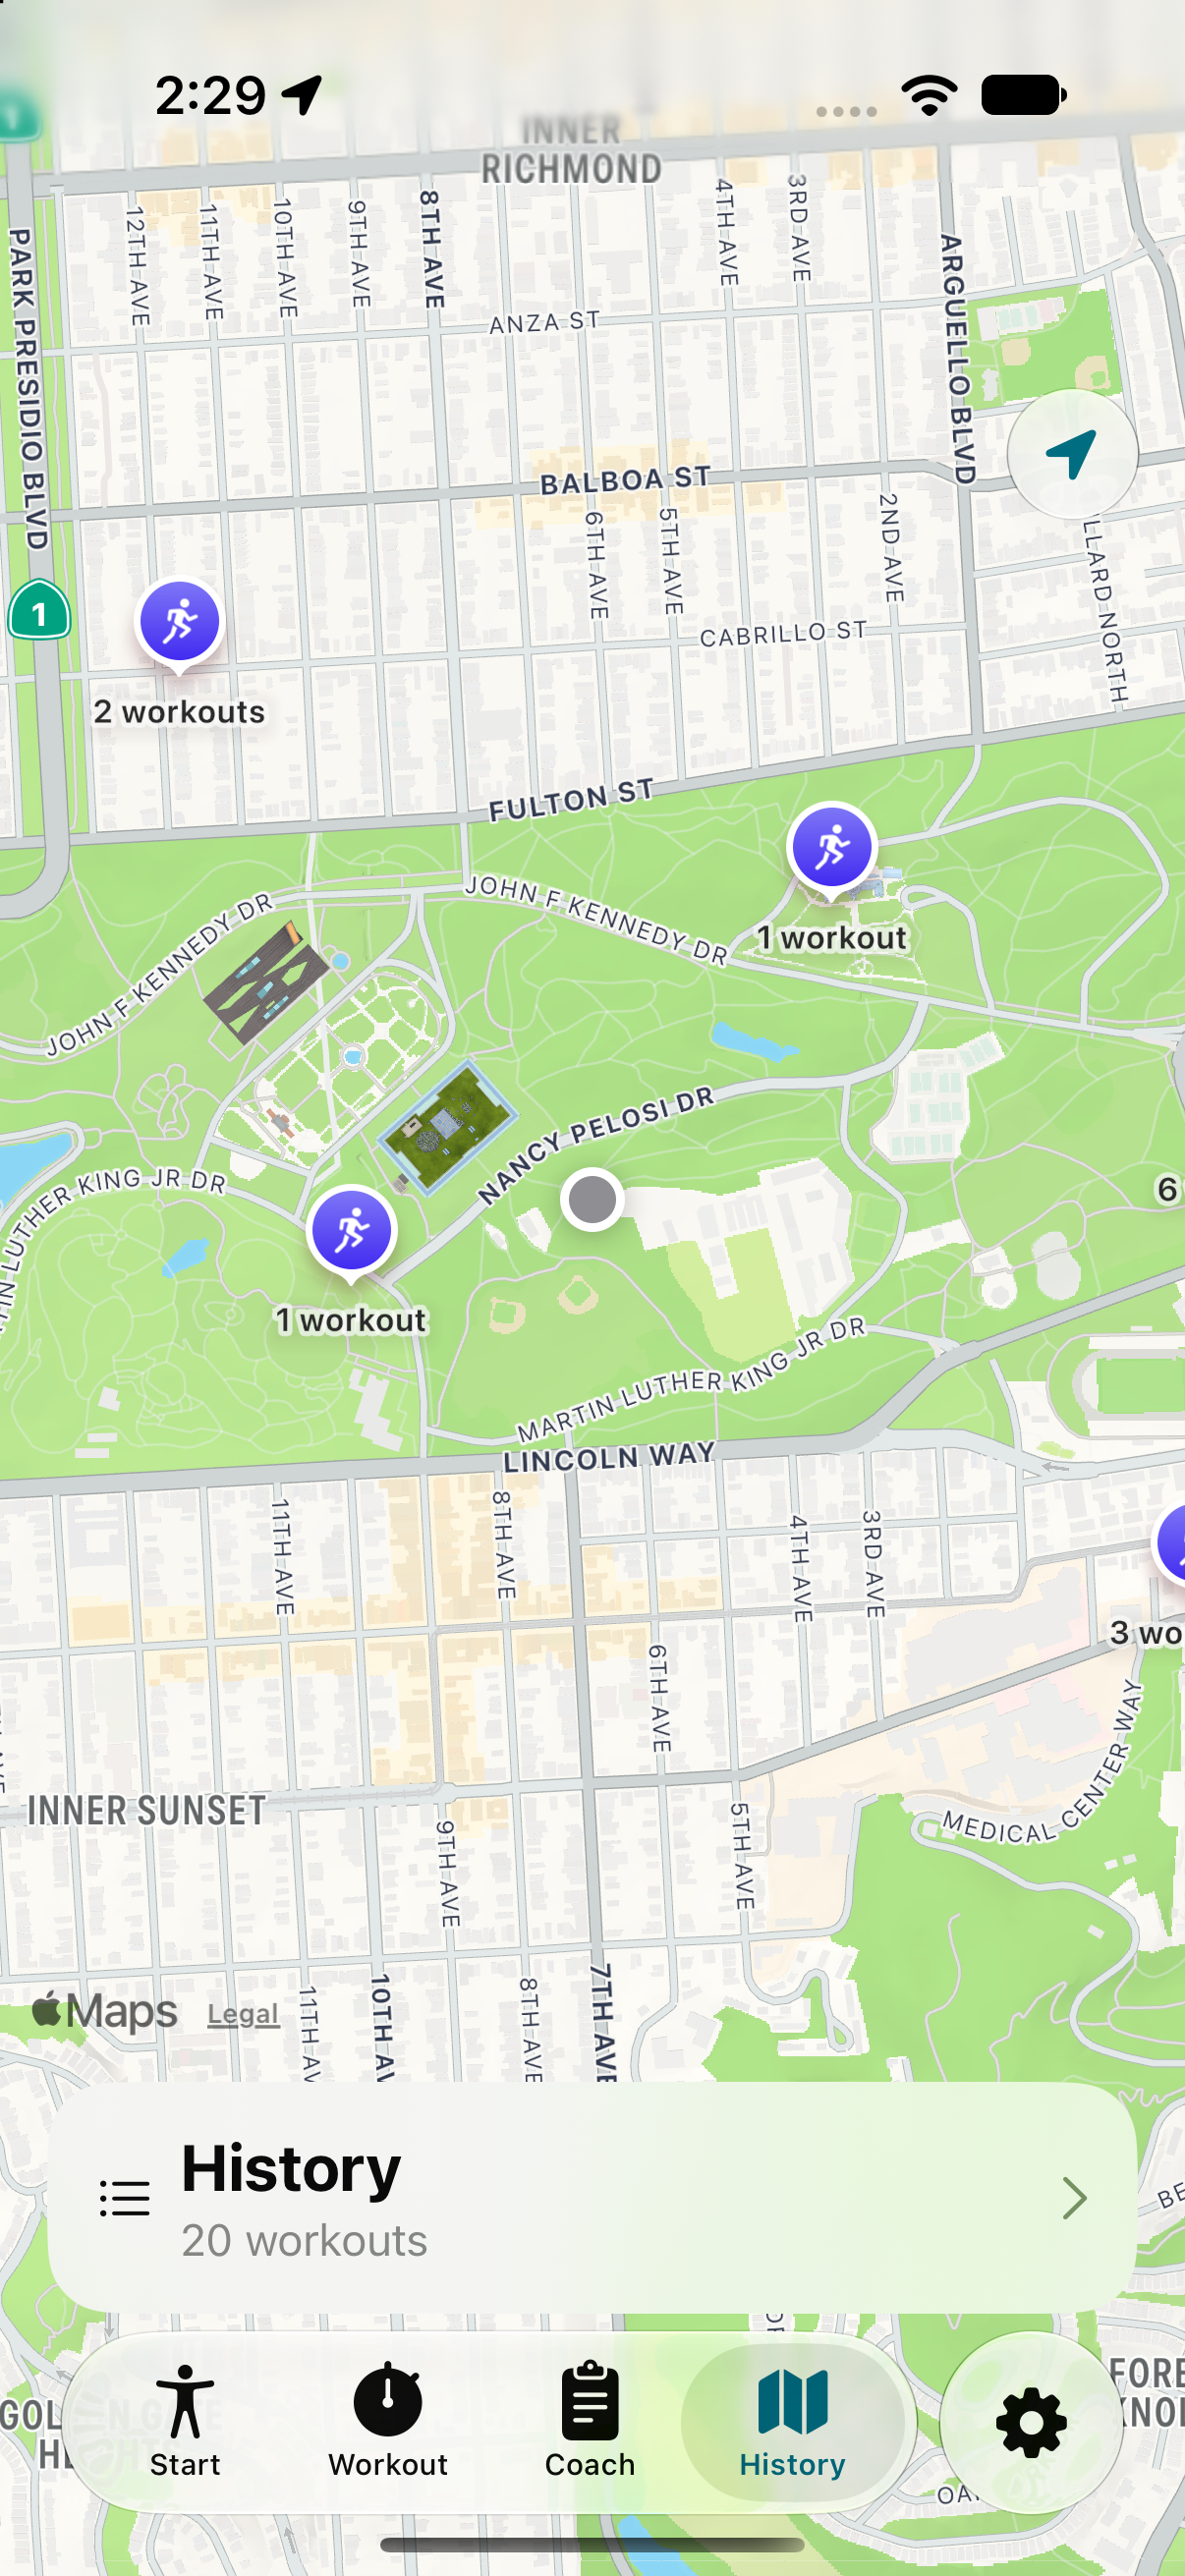 2:29
INNER
RICHMOND
12TH AVE
11TH AVE
10TH AVE
9TH AVE
8TH AVE
4TH AVE
3RD AVE
PARK PRESIDIO BLVD
ARGUELLO BLVD
ANZA ST
BALBOA ST
6TH AVE
5TH AVE
2ND AVE
1
CABRILLO ST
2 workouts
FULTON ST
JOHN F KENNEDY DR
JOHN F KENNEDY DR
1 workout
NANCY PELOSI DR
6
LUTHER KING JR DR
1 workout
MARTIN LUTHER KING JR DR
LINCOLN WAY
11TH AVE
8TH AVE
4TH AVE
3RD AVE
3 wo
6TH AVE
MEDICAL CENTER WAY
INNER SUNSET
5TH AVE
9TH AVE
Maps
Legal
11TH AV
10TH AV
8TH AVE
7TH AVE
History
20 workouts
Start
Workout
Coach
History